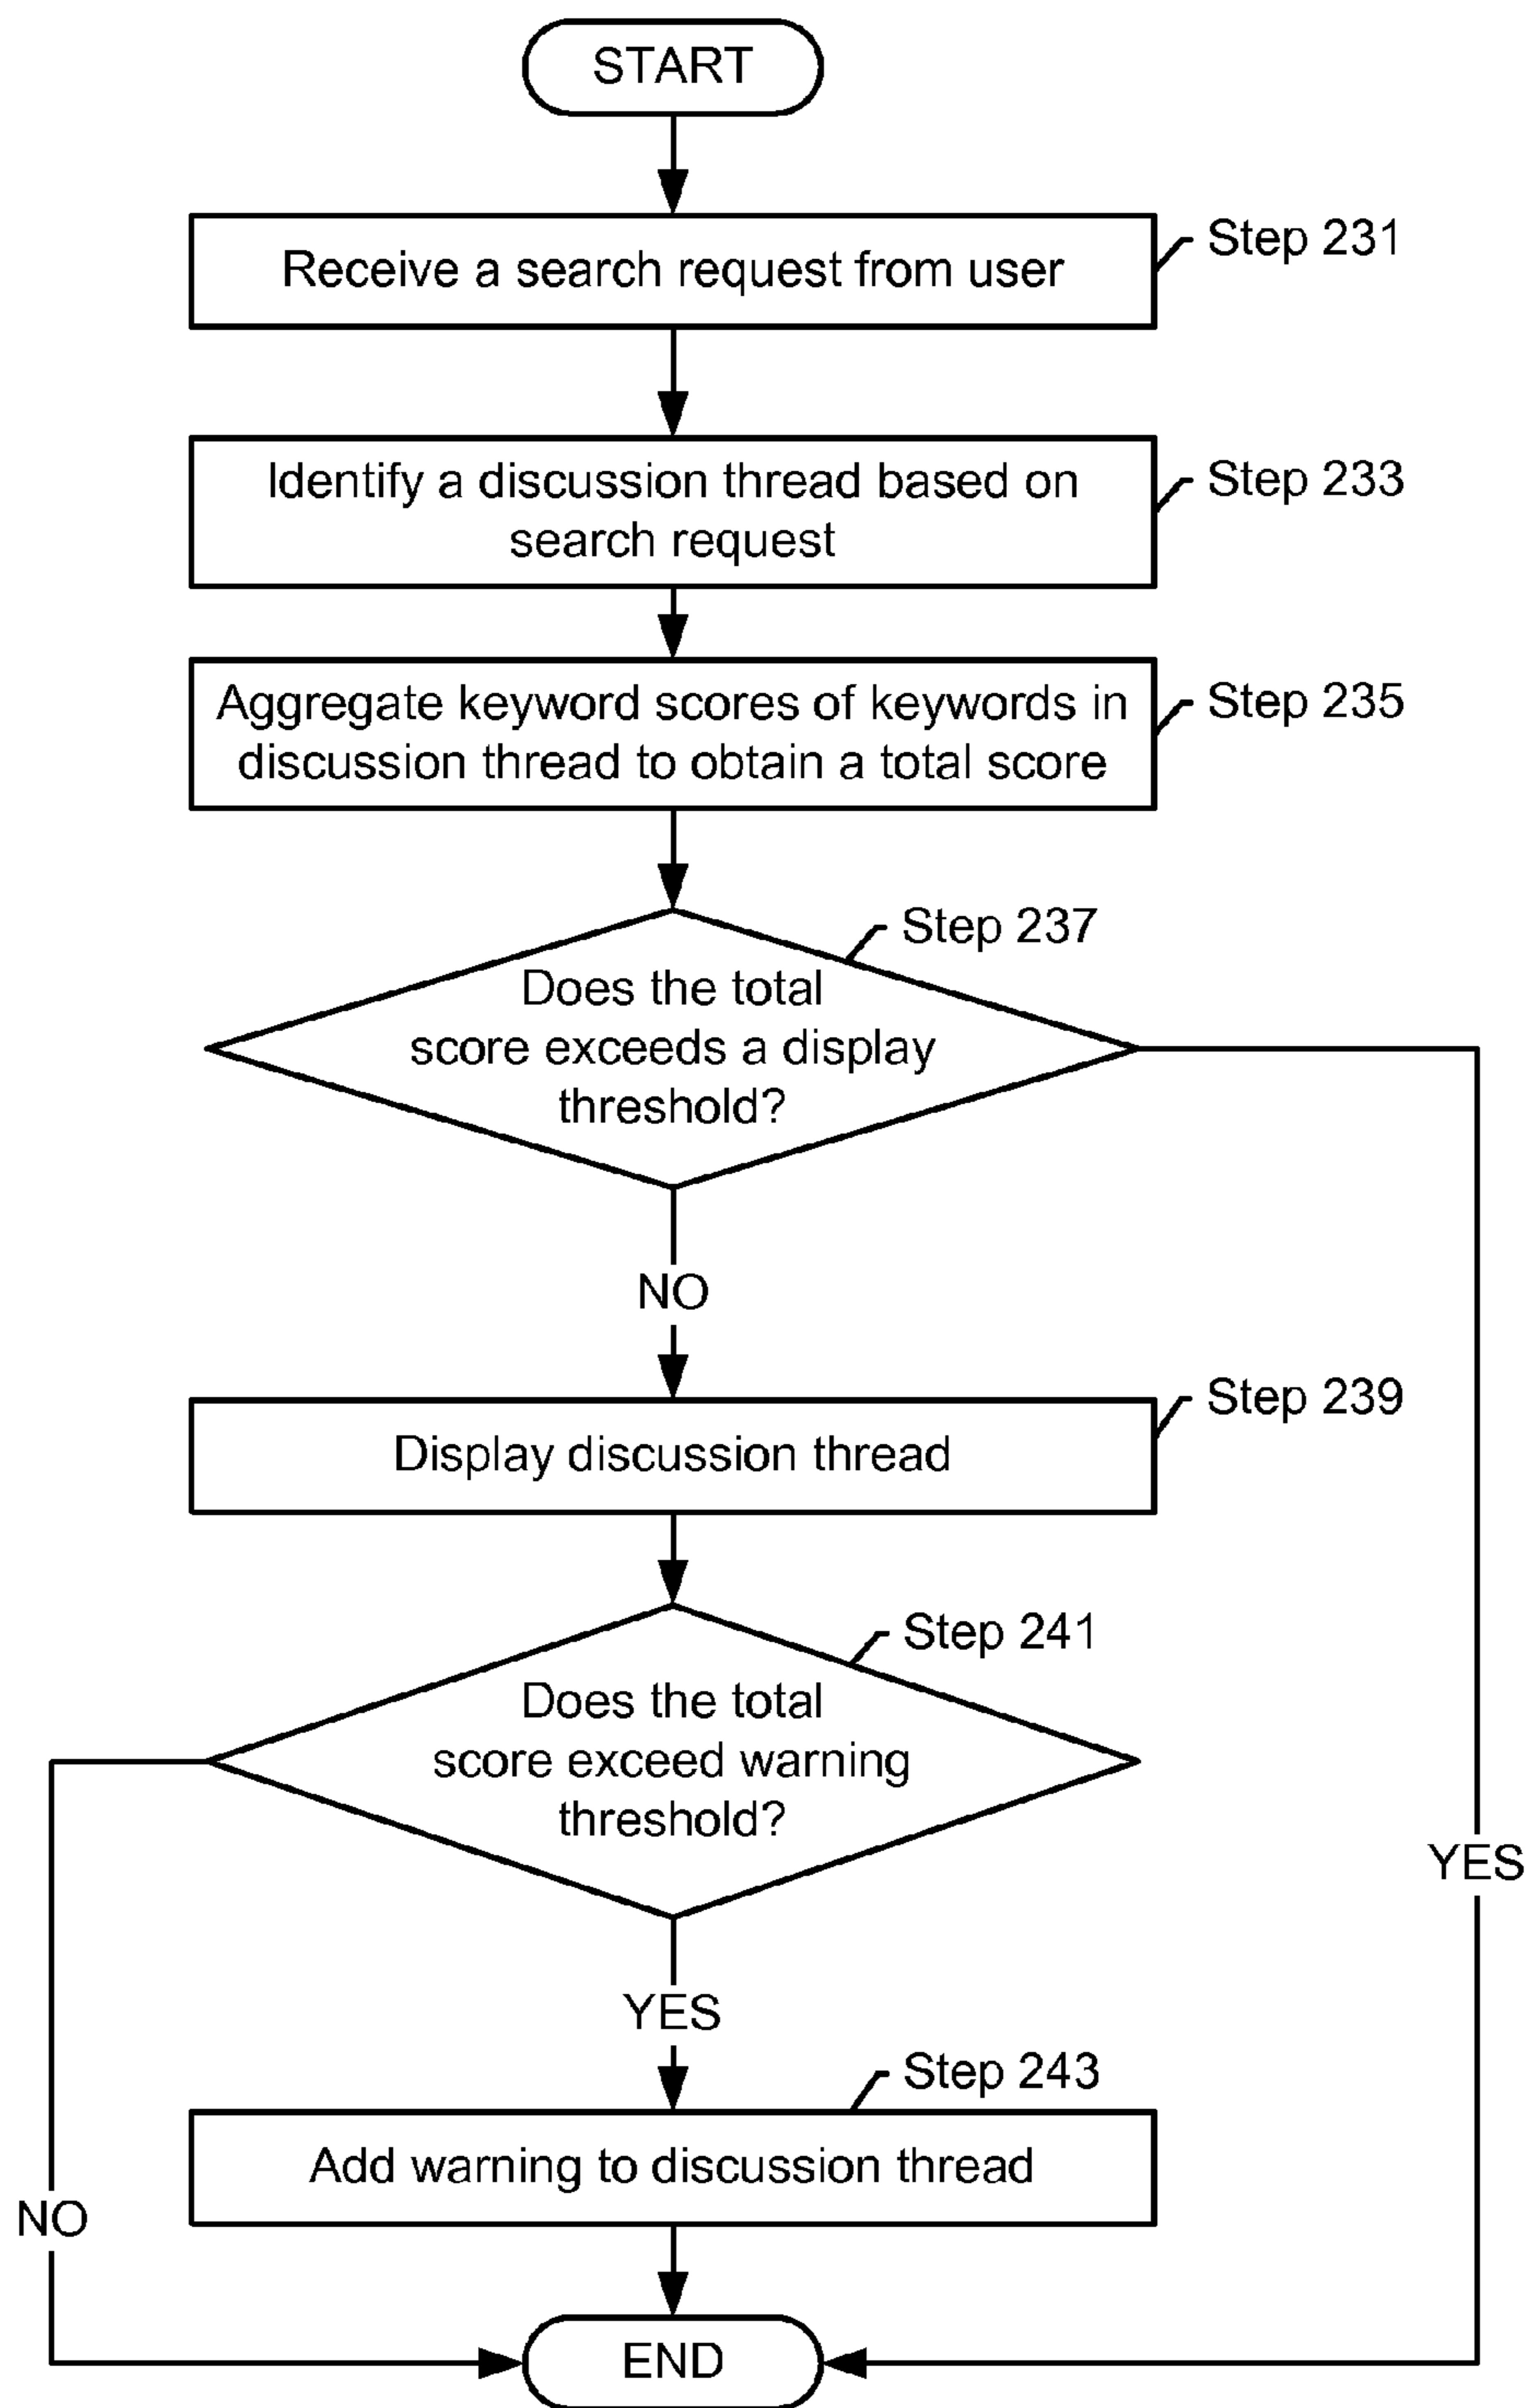 START
Receive a search request from user
Step 231
Identify a discussion thread based on
search request
Step 233
Aggregate keyword scores of keywords in
discussion thread to obtain a total score
Step 235
Step 237
Does the total
score exceeds a display
threshold?
NO
Display discussion thread
Step 239
Step 241
Does the total
score exceed warning
threshold?
YES
YES
Step 243
Add warning to discussion thread
NO
END